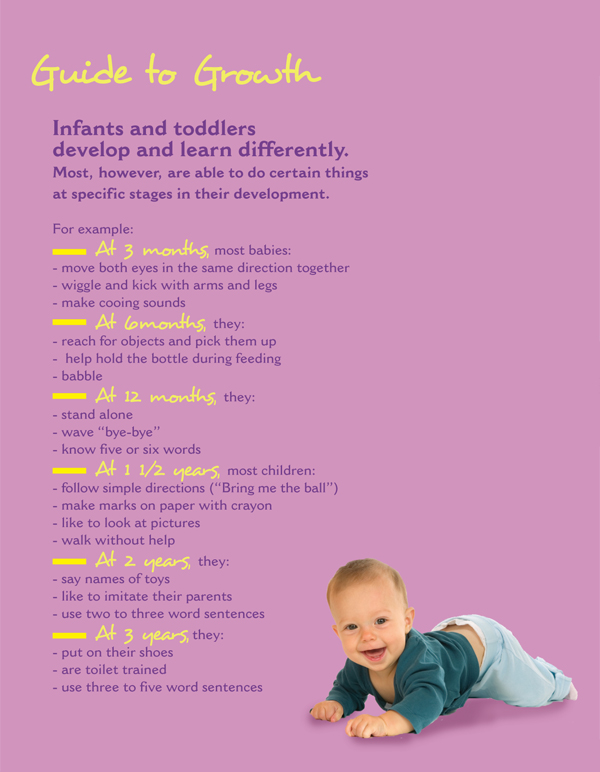 Guide to Growth
Infants and toddlers
develop and learn differently.
Most, however, are able to do certain things
at specific stages in their development.
For example:
At 3 months, most babies:
- move both eyes in the same direction together
- wiggle and kick with arms and legs
- make cooing sounds
At 6months, they:
- reach for objects and pick them up
- help hold the bottle during feeding
- babble
At 12 months, they:
- stand alone
- wave “bye-bye”
- know five or six words
At 1 1/2 years, most children:
- follow simple directions (“Bring me the ball”)
- make marks on paper with crayon
- like to look at pictures
- walk without help
At 2 years, they:
- say names of toys
- like to imitate their parents
- use two to three word sentences
At 3 years, they:
- put on their shoes
- are toilet trained
- use three to five word sentences